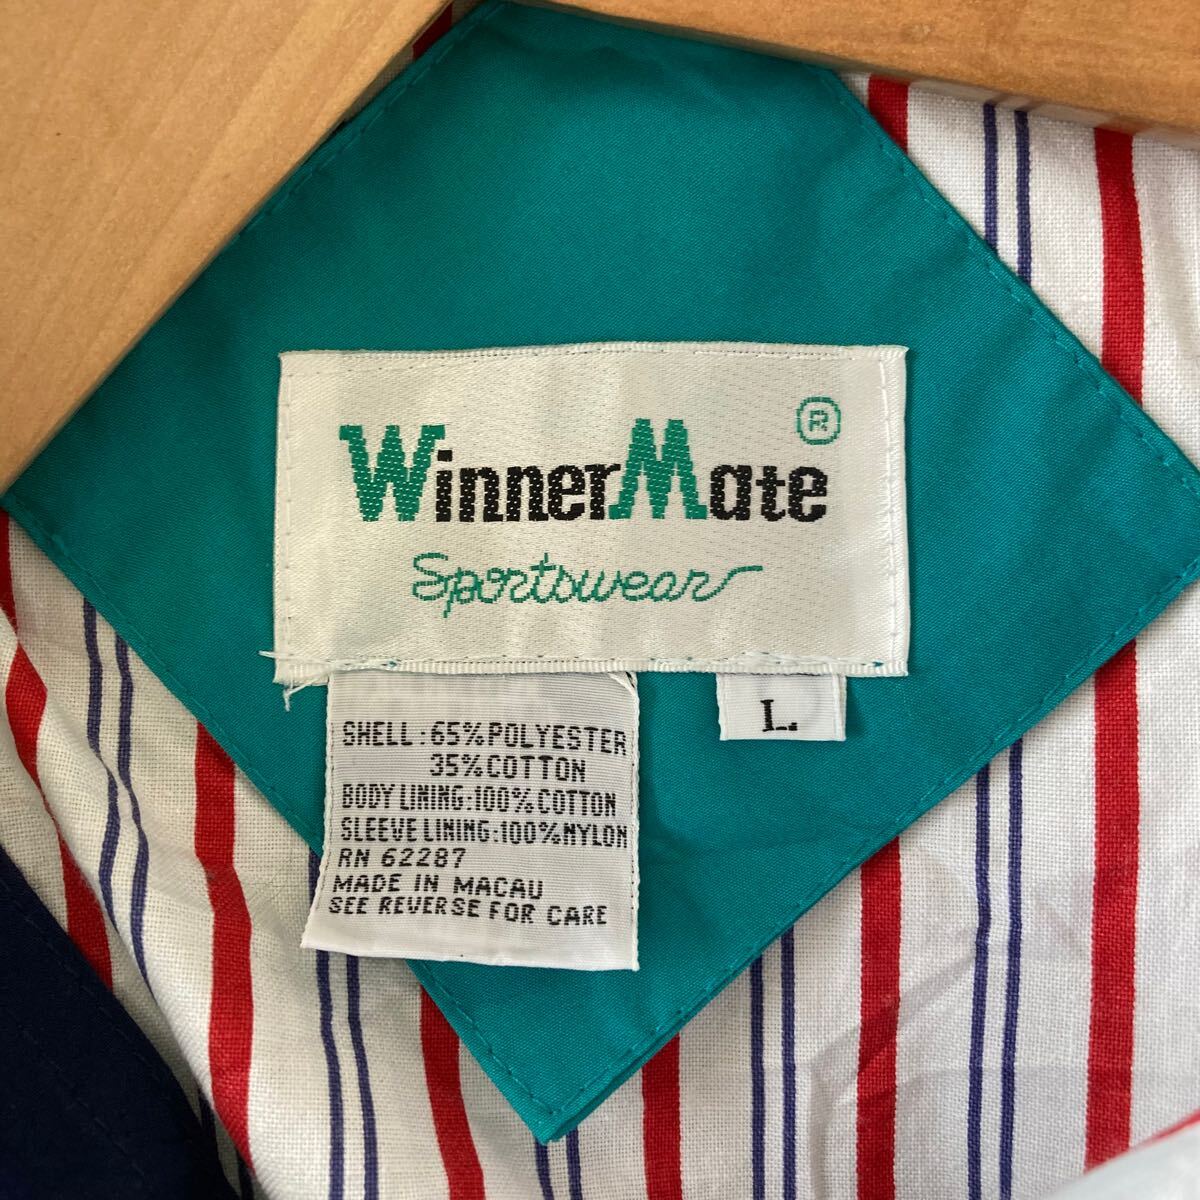 ®
WinnerMate
Sportswear
L.
SHELL: 65% POLYESTER
35% COTTON
BODY LINING: 100% COTTON
SLEEVE LINING: 100% NYLON
RN 62287
MADE IN MACAU
SEE REVERSE FOR CARE